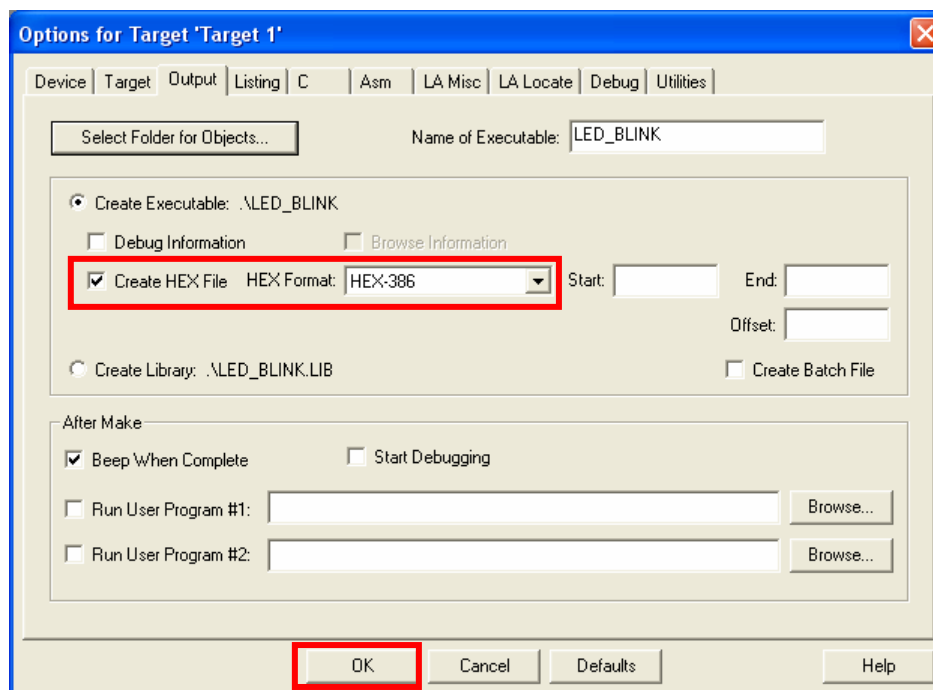 Options for Target 'Target 1'
Device Target Output Listing C Asm LA Misc LA Locate Debug Utilities
Select Folder for Objects... Name of Executable: LED_BLINK
Create Executable: .\LED_BLINK
Debug Information Browse Information
Create HEX File HEX Format: HEX-386 Start: End:
Offset:
Create Library: .\LED_BLINK.LIB Create Batch File
After Make
Beep When Complete Start Debugging
Run User Program #1: Browse...
Run User Program #2: Browse...
OK Cancel Defaults Help